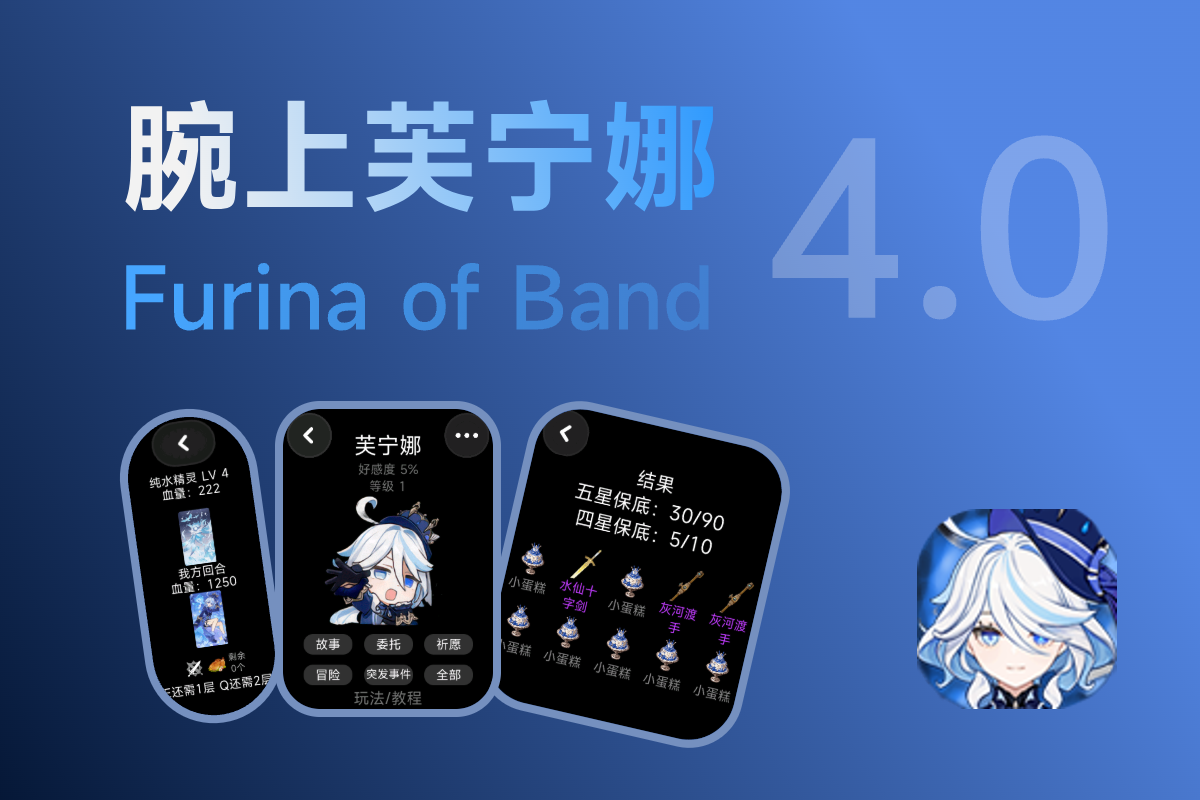 腕上芙宁娜
Furina of Band
4.0
纯水精灵 LV 4
血量：222
我方回合
血量：1250
剩余
0个
还需1层 Q还需2层
芙宁娜
好感度 5%
等级 1
故事 委托 祈愿
冒险 突发事件 全部
玩法/教程
结果
五星保底：30/90
四星保底：5/10
小蛋糕 水仙十字剑 小蛋糕 灰河渡手 灰河渡手
小蛋糕 小蛋糕 小蛋糕 小蛋糕 小蛋糕